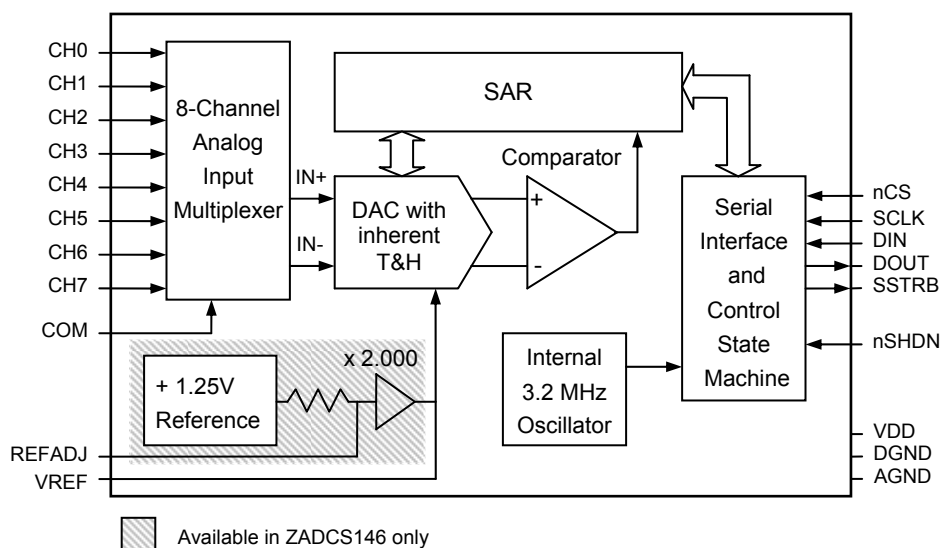 CH0
CH1
CH2
CH3
CH4
CH5
CH6
CH7
COM
8-Channel
Analog
Input
Multiplexer
IN+
IN-
SAR
DAC with
inherent
T&H
Comparator
+
-
Serial
Interface
and
Control
State
Machine
nCS
SCLK
DIN
DOUT
SSTRB
nSHDN
+ 1.25V
Reference
x 2.000
Internal
3.2 MHz
Oscillator
REFADJ
VREF
VDD
DGND
AGND
Available in ZADCS146 only